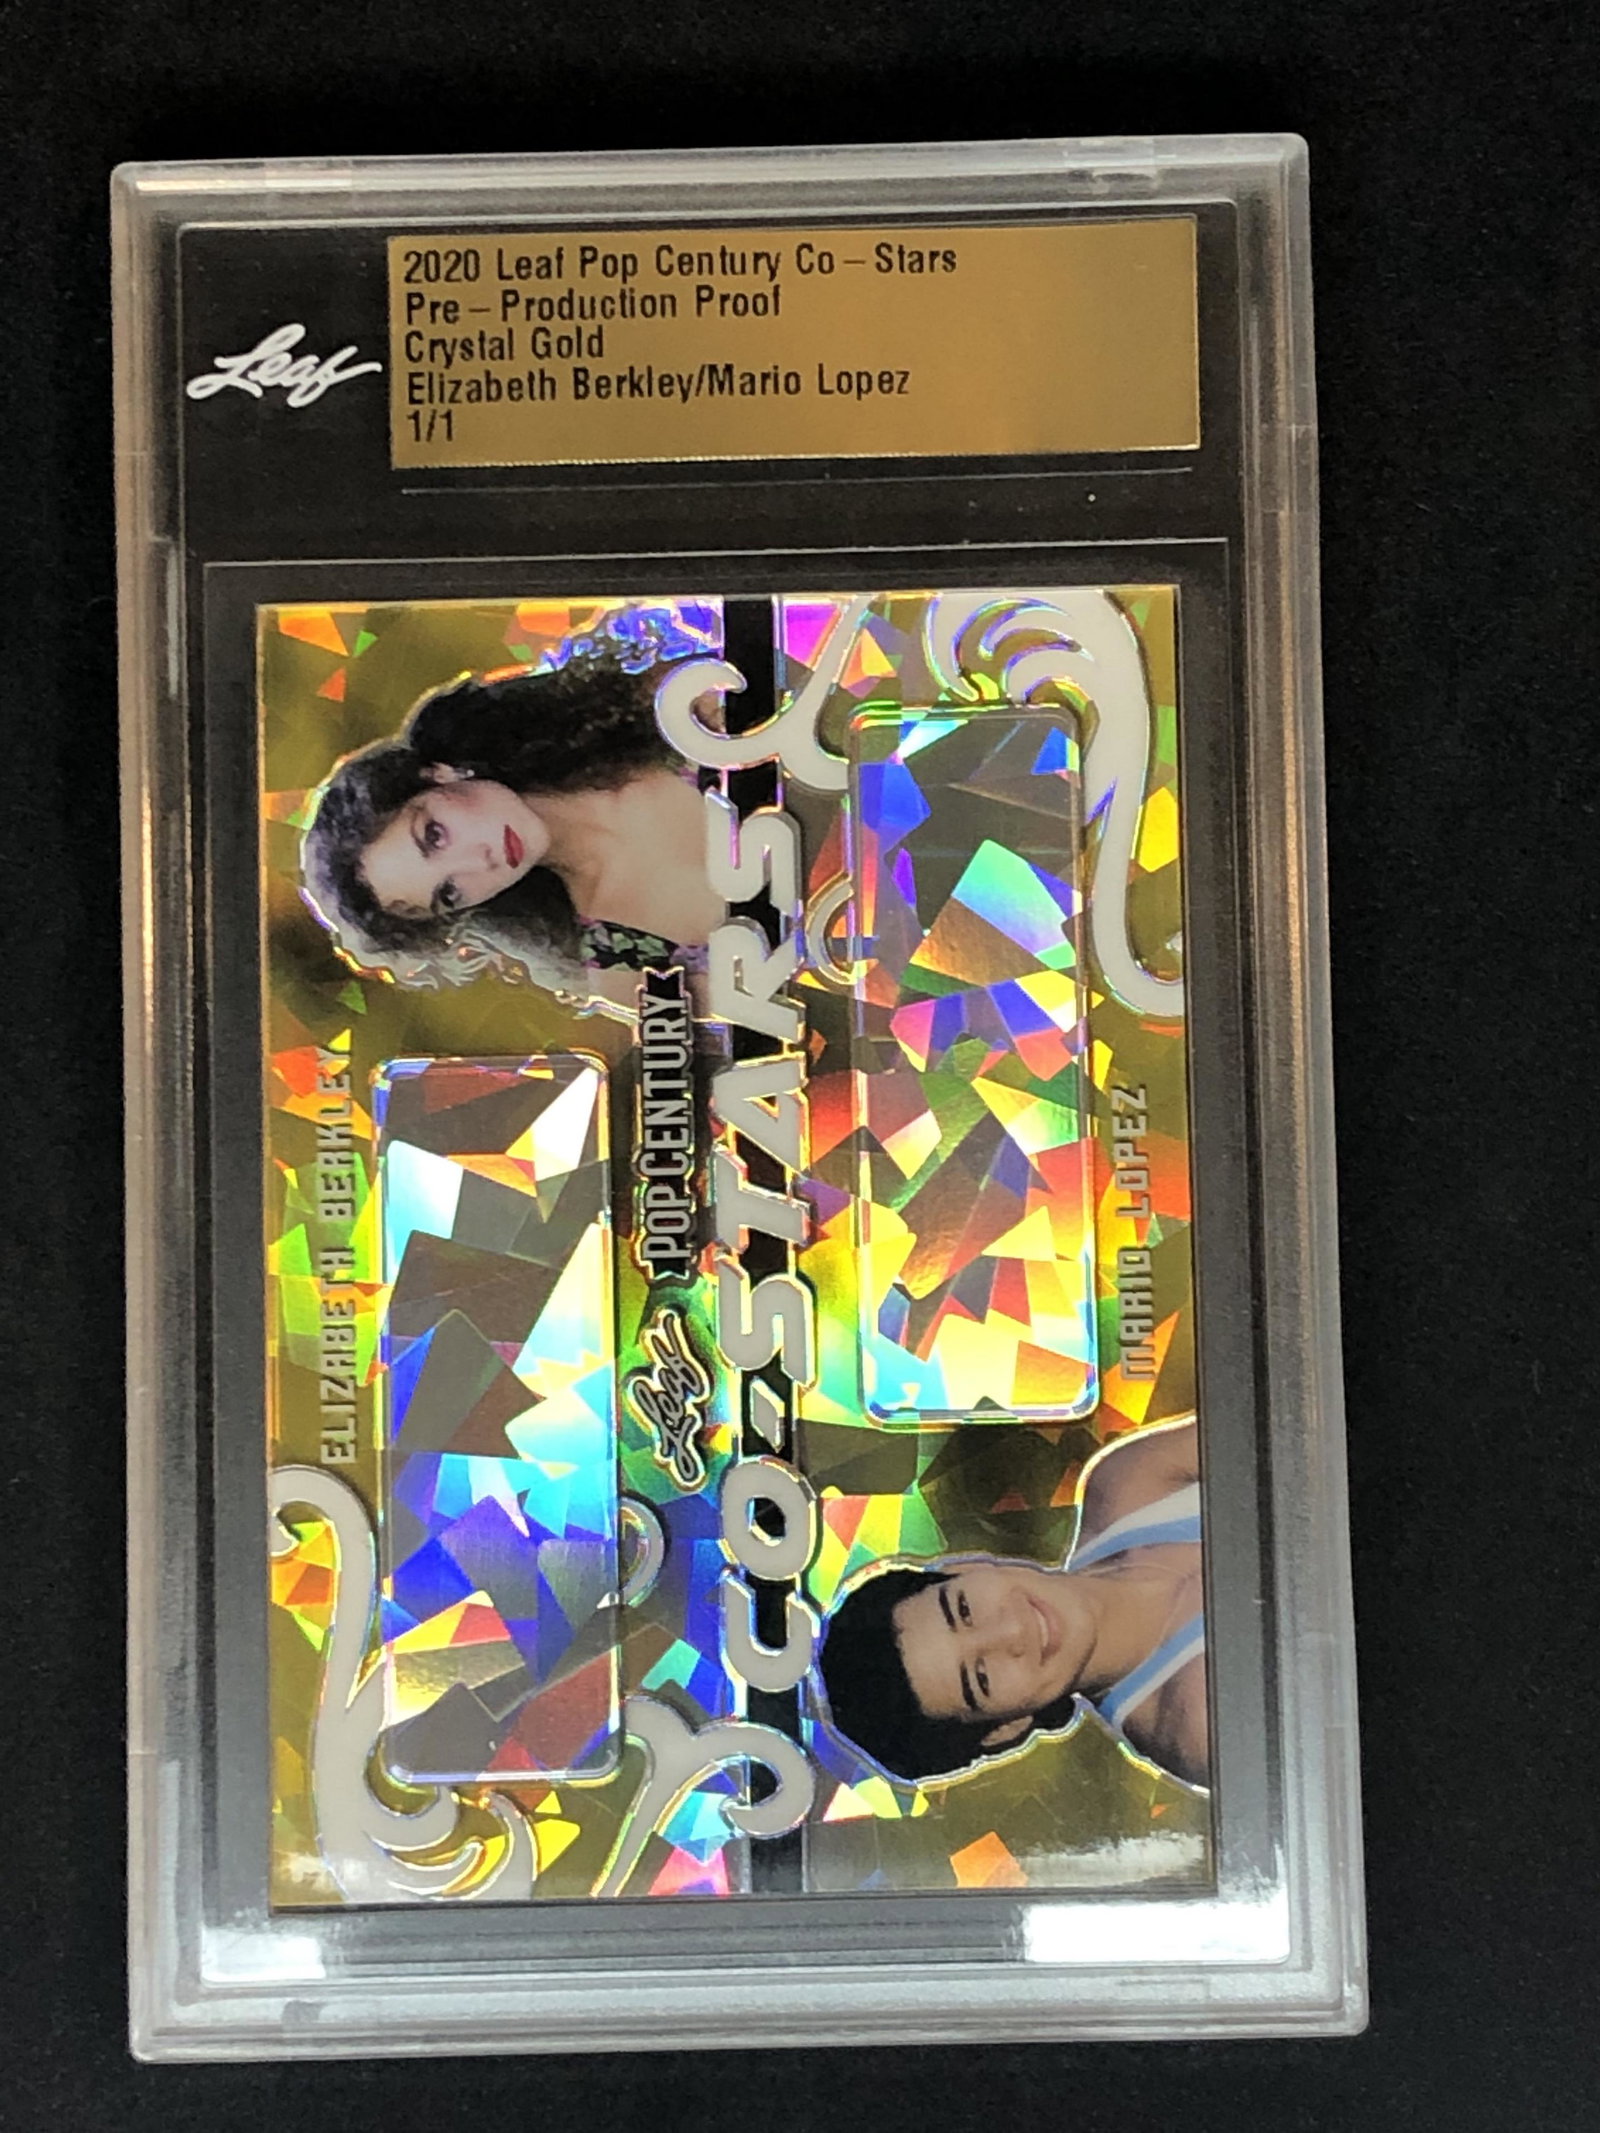 Leaf
2020 Leaf Pop Century Co-Stars
Pre-Production Proof
Crystal Gold
Elizabeth Berkley/Mario Lopez
1/1
ELIZABETH BERKLEY
Leaf
POP CENTURY
CO-STARS
MARIO LOPEZ